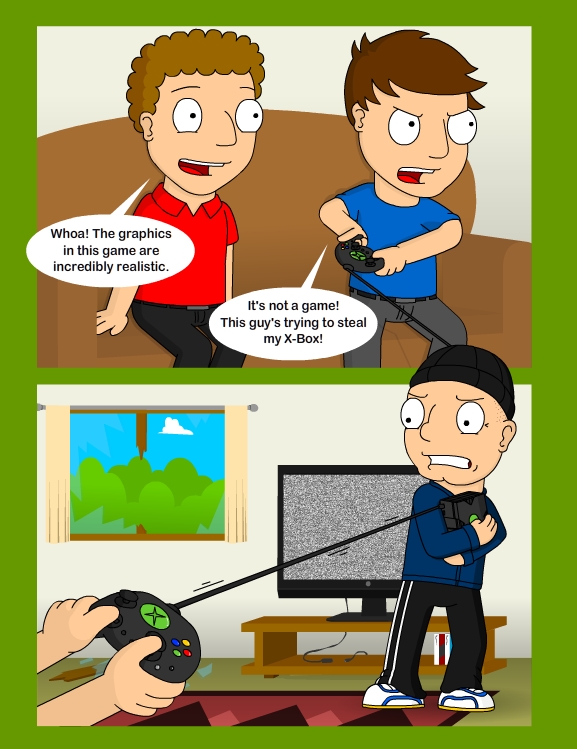 Whoa! The graphics
in this game are
incredibly realistic.
It's not a game!
This guy's trying to steal
my X-Box!